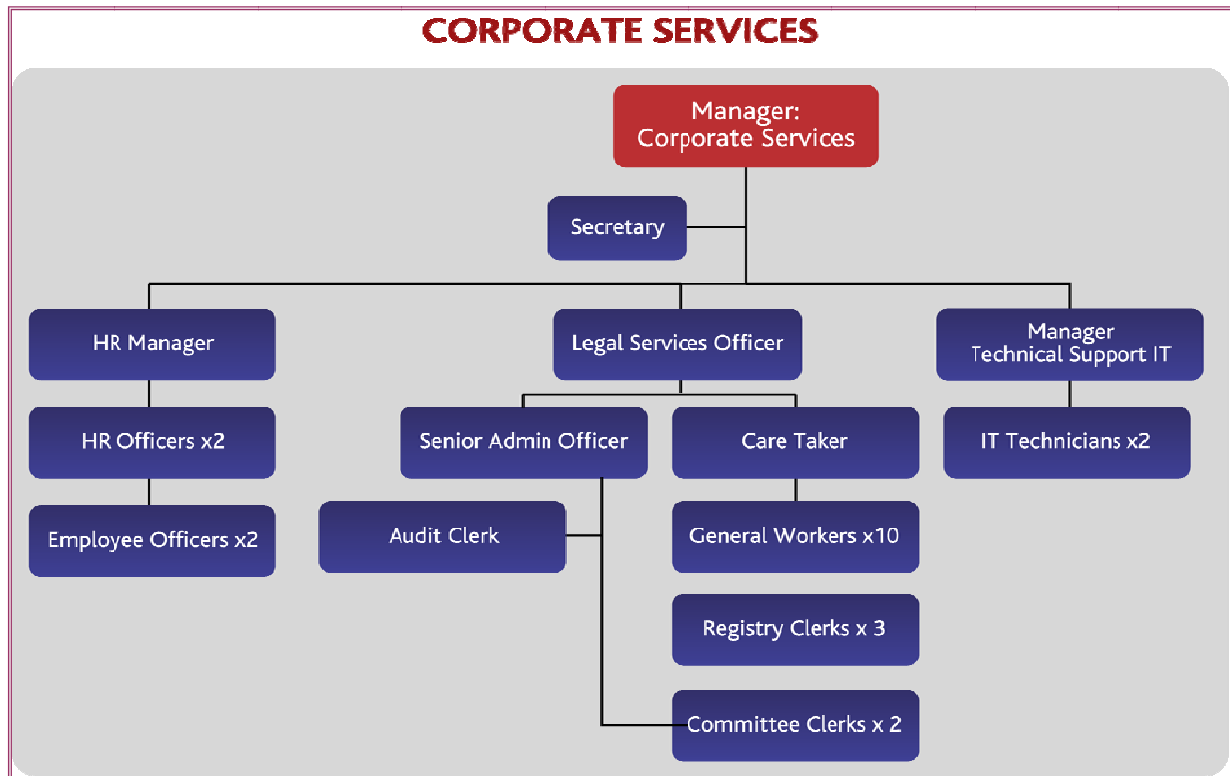 CORPORATE SERVICES
Manager:
Corporate Services
Secretary
HR Manager
Legal Services Officer
Manager
Technical Support IT
HR Officers x2
Senior Admin Officer
Care Taker
IT Technicians x2
Employee Officers x2
Audit Clerk
General Workers x10
Registry Clerks x 3
Committee Clerks x 2